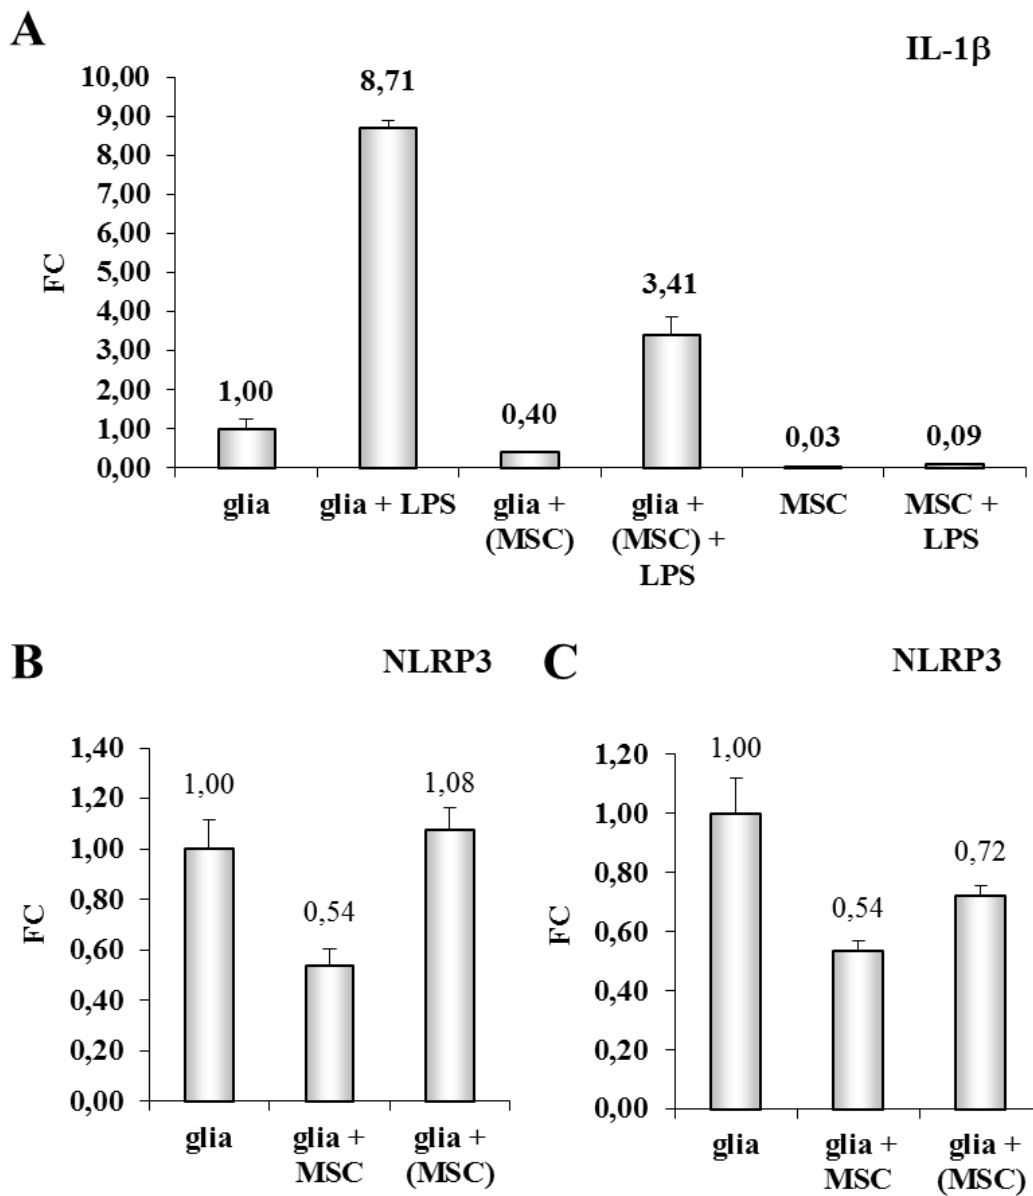 A
IL-1β
10,00
9,00
8,00
7,00
6,00
5,00
4,00
3,00
2,00
1,00
0,00
FC
1,00
8,71
0,40
3,41
0,03
0,09
glia
glia + LPS
glia +
(MSC)
glia +
(MSC) +
LPS
MSC
MSC +
LPS
B
NLRP3
1,40
1,20
1,00
0,80
0,60
0,40
0,20
0,00
FC
1,00
0,54
1,08
glia
glia +
MSC
glia +
(MSC)
C
NLRP3
1,20
1,00
0,80
0,60
0,40
0,20
0,00
FC
1,00
0,54
0,72
glia
glia +
MSC
glia +
(MSC)